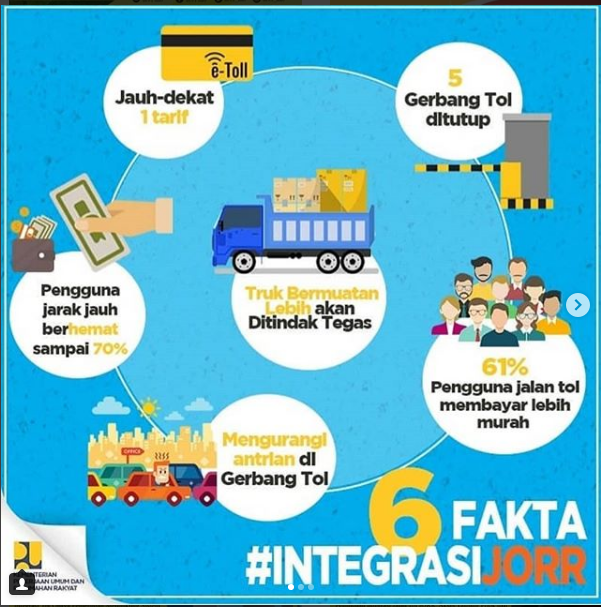 e-Toll
Jauh-dekat
1 tarif
5
Gerbang Tol
ditutup
Pengguna
jarak jauh
berhemat
sampai 70%
Truk Bermuatan
Lebih akan
Ditindak Tegas
61%
Pengguna jalan tol
membayar lebih
murah
OFFICE
Mengurangi
antrian di
Gerbang Tol
6 FAKTA
#INTEGRASIJORR